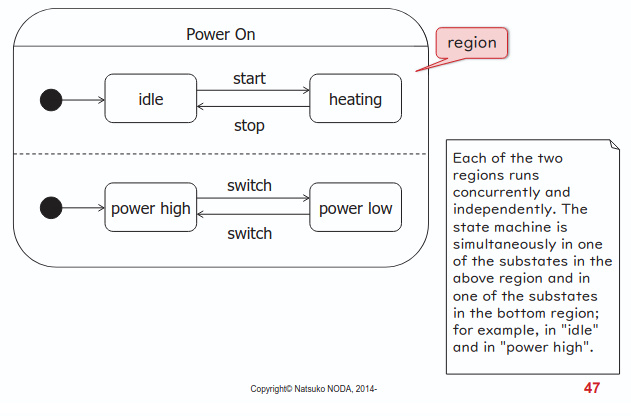 Power On
region
start
idle
heating
stop
switch
power high
power low
switch
Each of the two
regions runs
concurrently and
independently. The
state machine is
simultaneously in one
of the substates in the
above region and in
one of the substates
in the bottom region;
for example, in "idle"
and in "power high".
Copyright© Natsuko NODA, 2014-
47